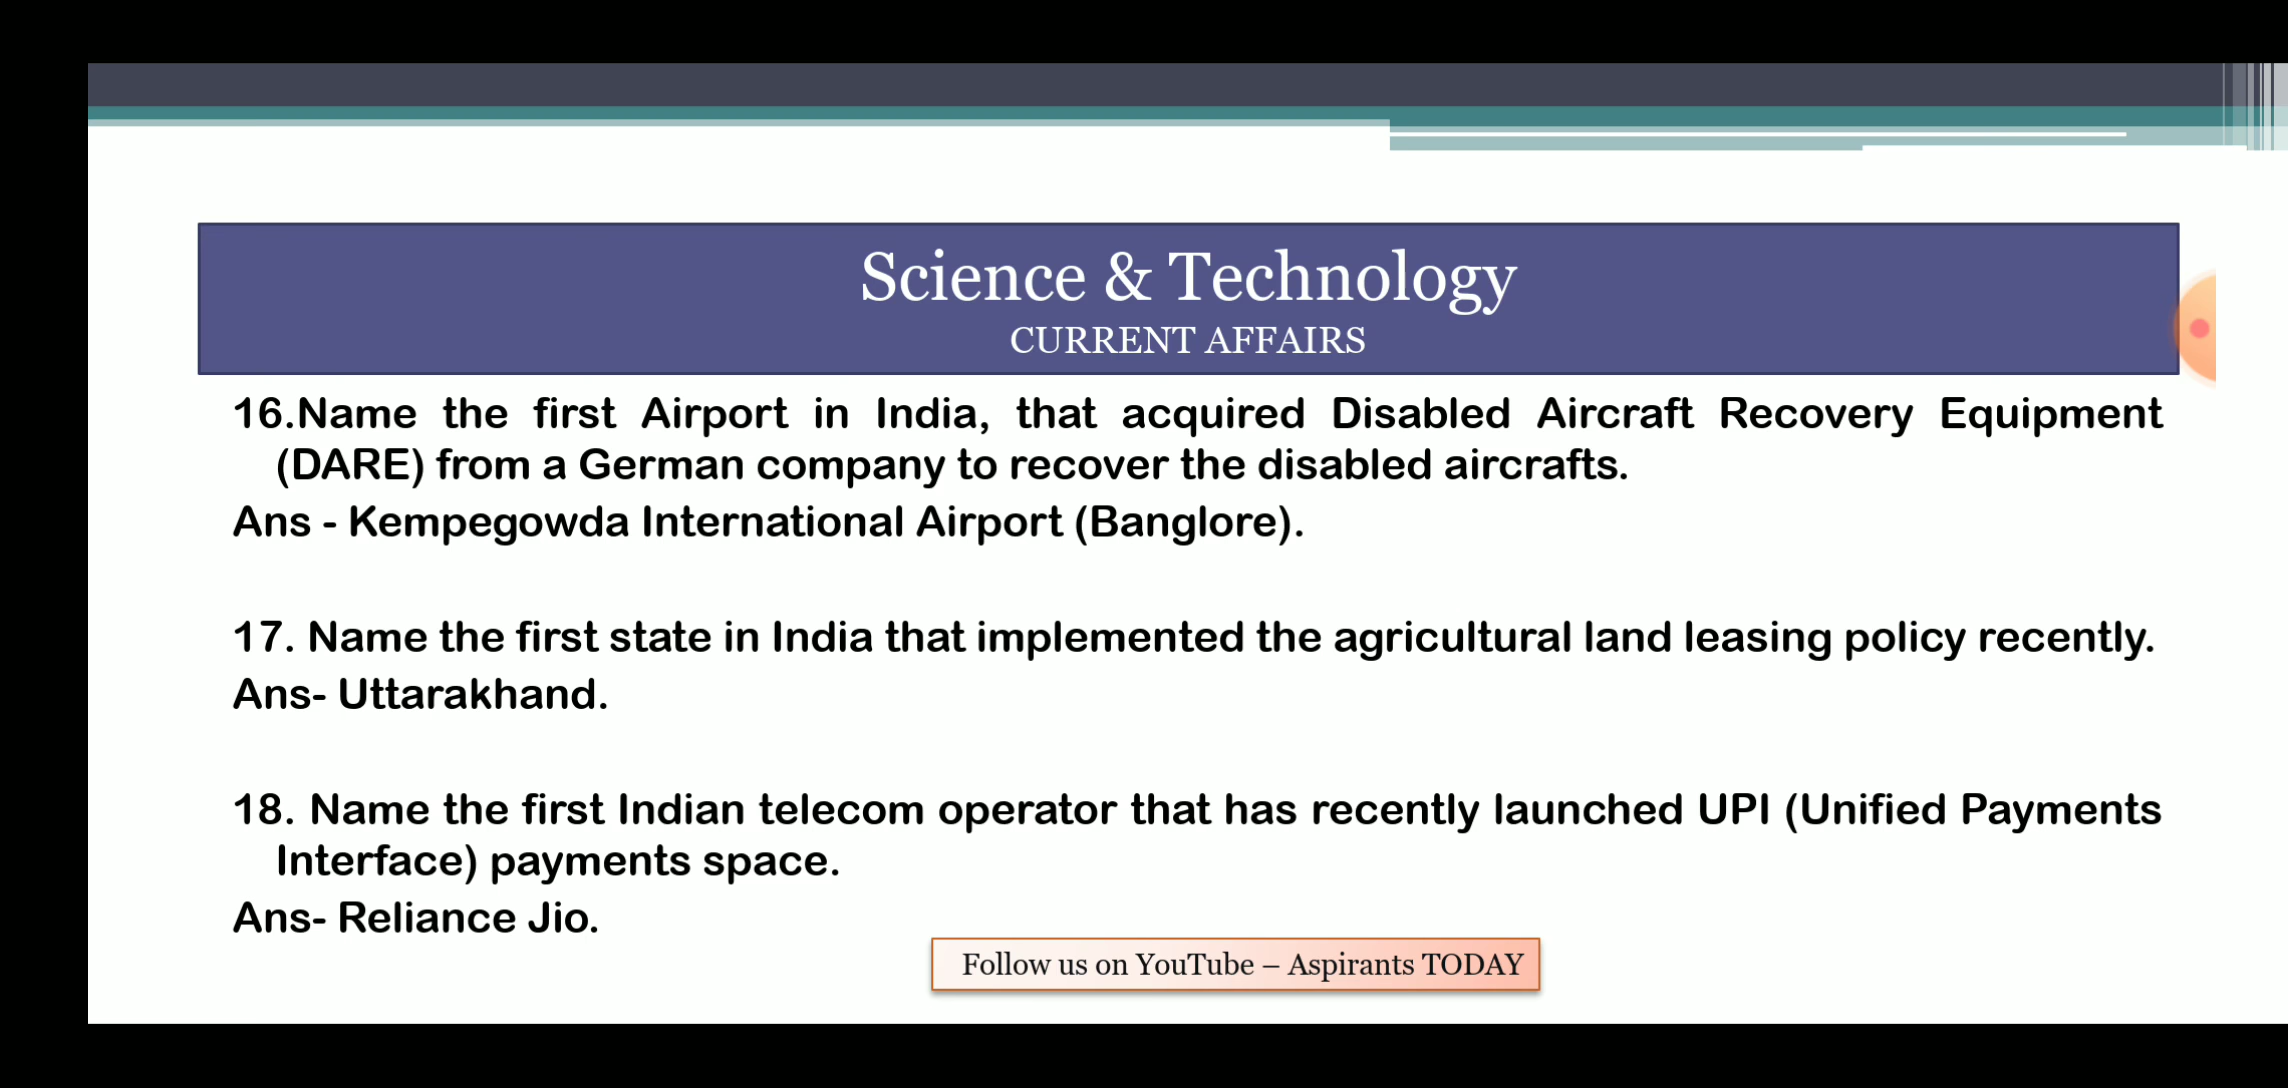 Science & Technology
CURRENT AFFAIRS
16.Name the first Airport in India, that acquired Disabled Aircraft Recovery Equipment
(DARE) from a German company to recover the disabled aircrafts.
Ans - Kempegowda International Airport (Banglore).
17. Name the first state in India that implemented the agricultural land leasing policy recently.
Ans- Uttarakhand.
18. Name the first Indian telecom operator that has recently launched UPI (Unified Payments
Interface) payments space.
Ans- Reliance Jio.
Follow us on YouTube – Aspirants TODAY